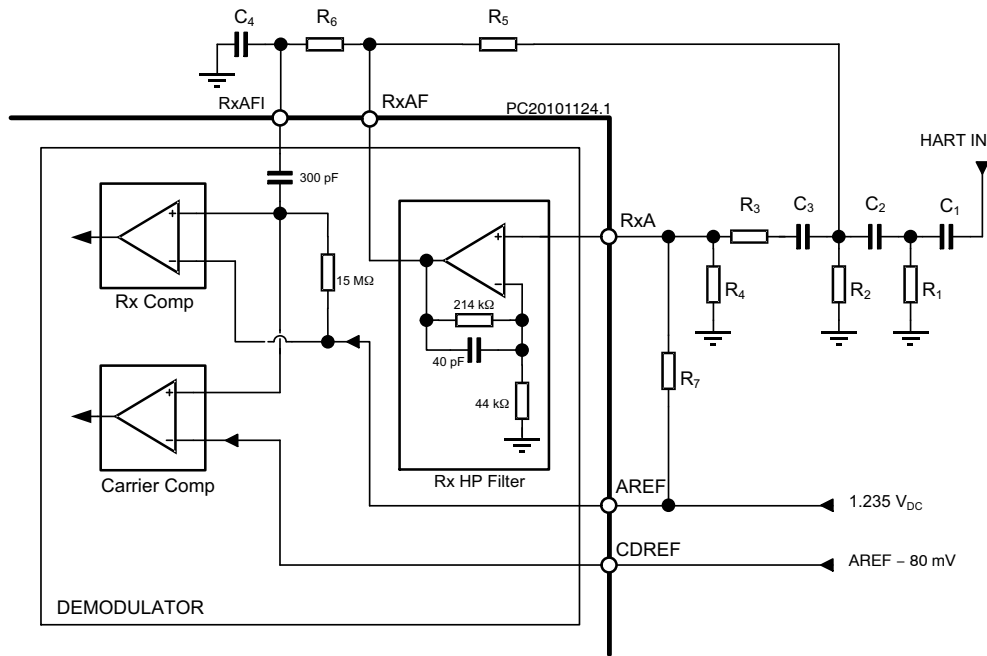 C4
R6
R5
RxAFI
RxAF
PC20101124.1
HART IN
300 pF
RxA
R3
C3
C2
C1
+
−
Rx Comp
15 MΩ
+
−
214 kΩ
40 pF
44 kΩ
Rx HP Filter
R4
R2
R1
R7
+
−
Carrier Comp
AREF
1.235 VDC
CDREF
AREF – 80 mV
DEMODULATOR